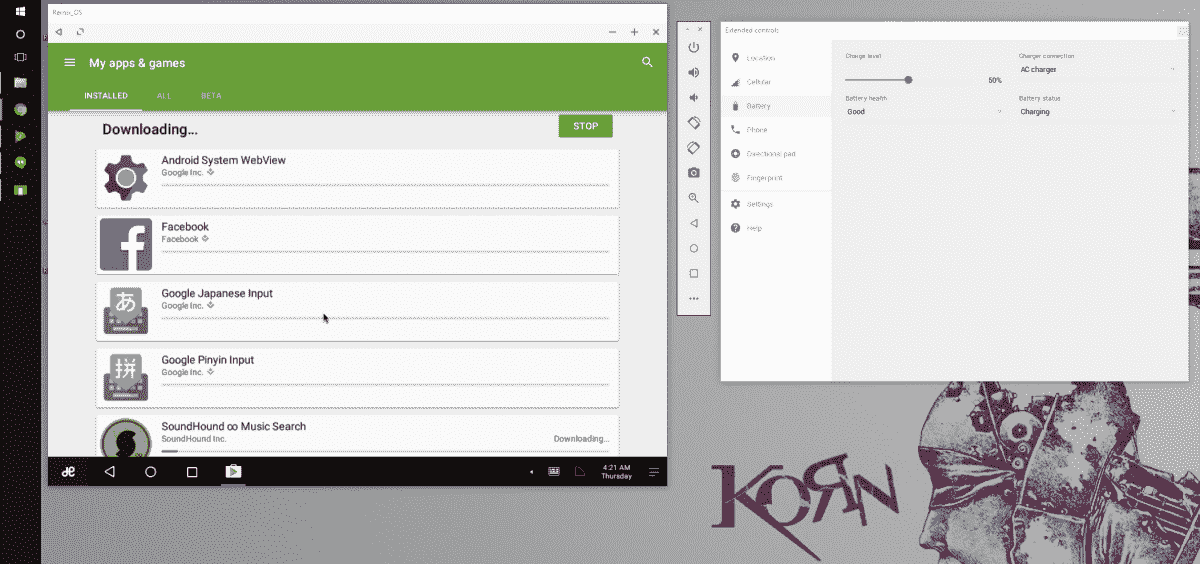 Remix_OS
My apps & games
INSTALLED
ALL
BETA
Downloading...
STOP
Android System WebView
Google Inc.
Facebook
Facebook
あ
Google Japanese Input
Google Inc.
拼
Google Pinyin Input
Google Inc.
SoundHound ∞ Music Search
SoundHound Inc.
Downloading...
4:21 AM
Thursday
Extended controls
Location
Cellular
Battery
Phone
Directional pad
Fingerprint
Settings
Help
Charge level
50%
Charger connection
AC charger
Battery health
Good
Battery status
Charging
KoЯn